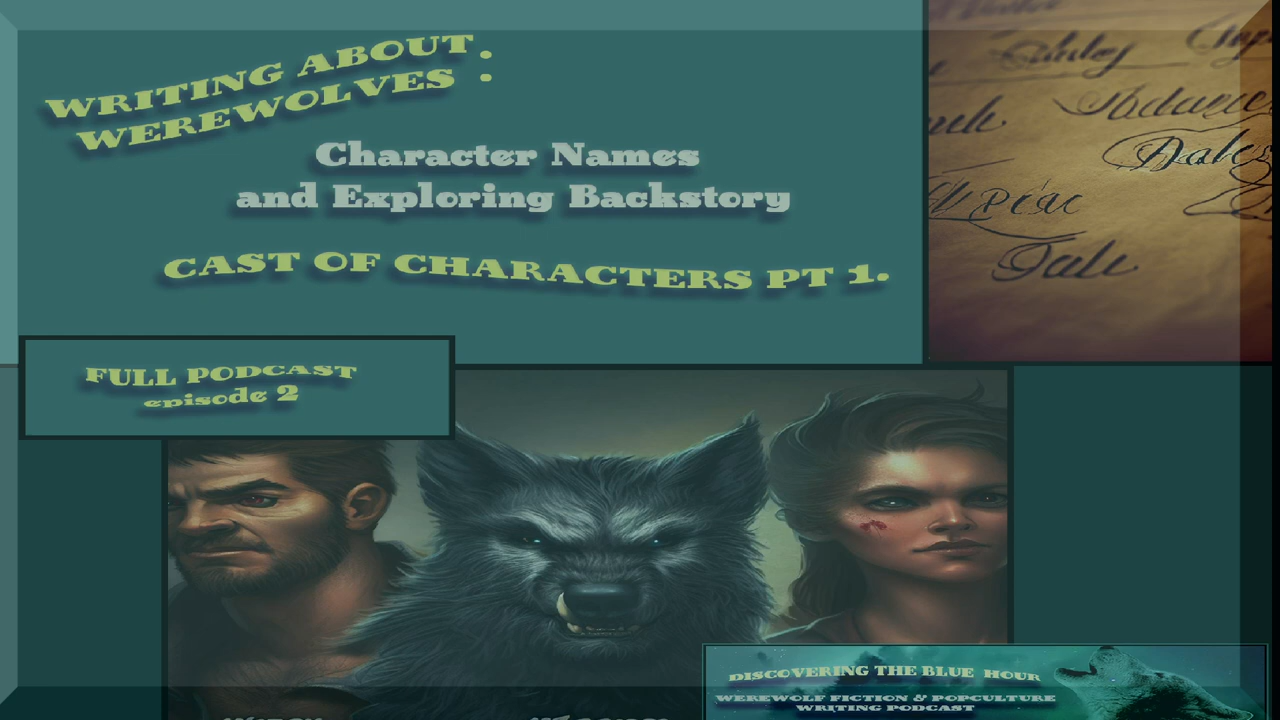 WRITING ABOUT :
WEREWOLVES
Character Names
and Exploring Backstory
CAST OF CHARACTERS PT 1.
FULL PODCAST
episode 2
DISCOVERING THE BLUE HOUR
WEREWOLF FICTION & POPCULTURE
WRITING PODCAST